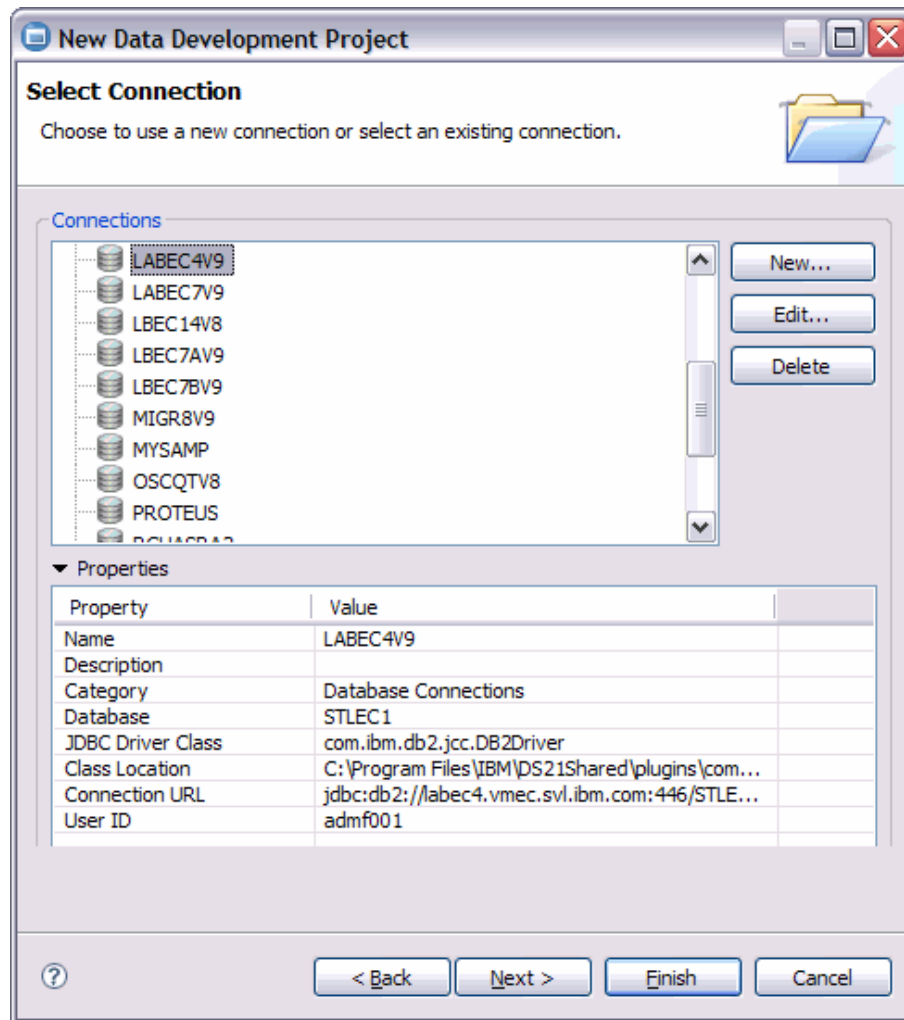 New Data Development Project
Select Connection
Choose to use a new connection or select an existing connection.
Connections
LABEC4V9
LABEC7V9
LBEC14V8
LBEC7AV9
LBEC7BV9
MIGR8V9
MYSAMP
OSCQTV8
PROTEUS
New...
Edit...
Delete
Properties
Property Value
Name LABEC4V9
Description
Category Database Connections
Database STLEC1
JDBC Driver Class com.ibm.db2.jcc.DB2Driver
Class Location C:\Program Files\IBM\DS21Shared\plugins\com...
Connection URL jdbc:db2://labec4.vmec.svl.ibm.com:446/STLE...
User ID admf001
? < Back Next > Finish Cancel